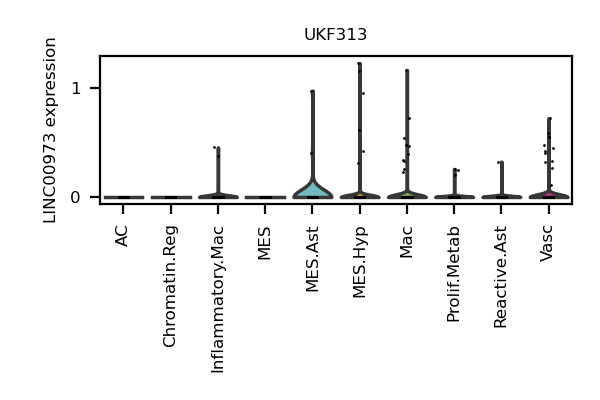 UKF313
LINC00973 expression
1
0
AC
Chromatin.Reg
Inflammatory.Mac
MES
MES.Ast
MES.Hyp
Mac
Prolif.Metab
Reactive.Ast
Vasc